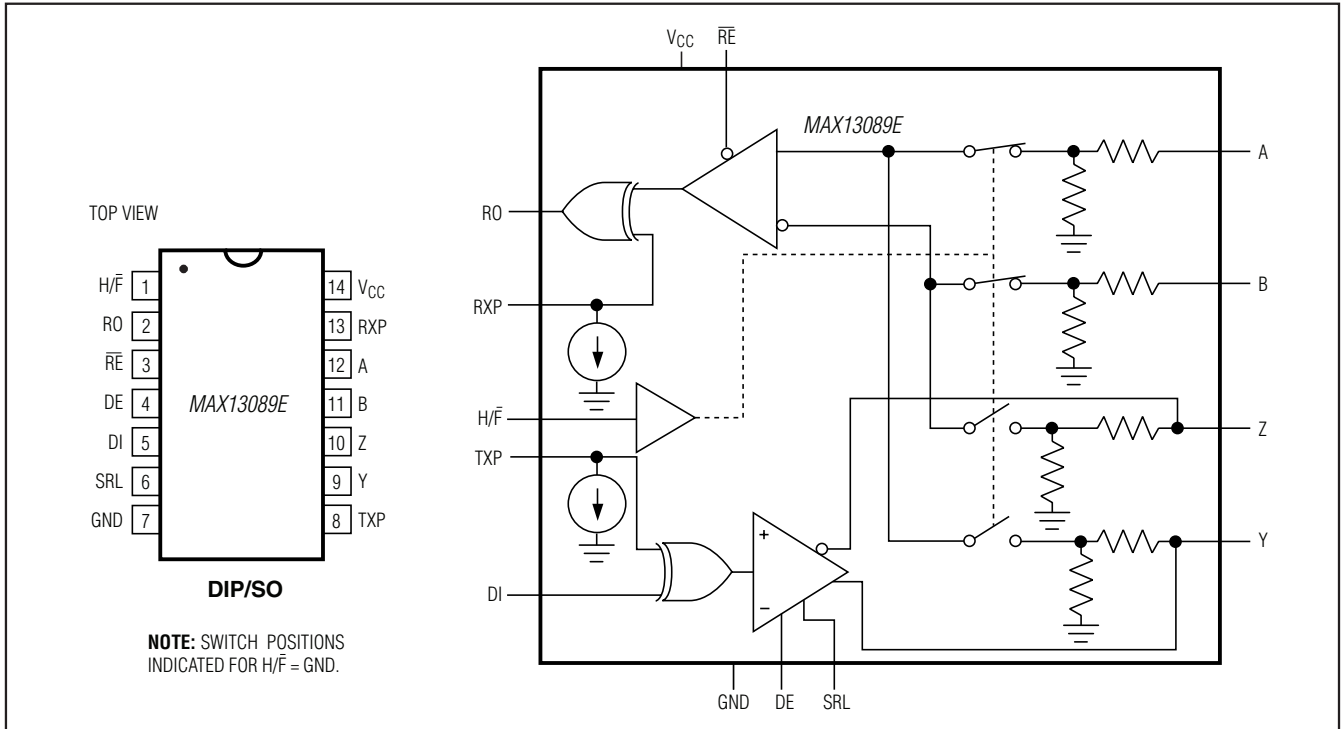 TOP VIEW
H/F̅ 1
RO 2
R̅E̅ 3
DE 4
DI 5
SRL 6
GND 7
MAX13089E
14 VCC
13 RXP
12 A
11 B
10 Z
9 Y
8 TXP
DIP/SO
NOTE: SWITCH POSITIONS
INDICATED FOR H/F̅ = GND.
VCC R̅E̅
MAX13089E
RO
RXP
H/F̅
TXP
DI
+
−
A
B
Z
Y
GND DE SRL